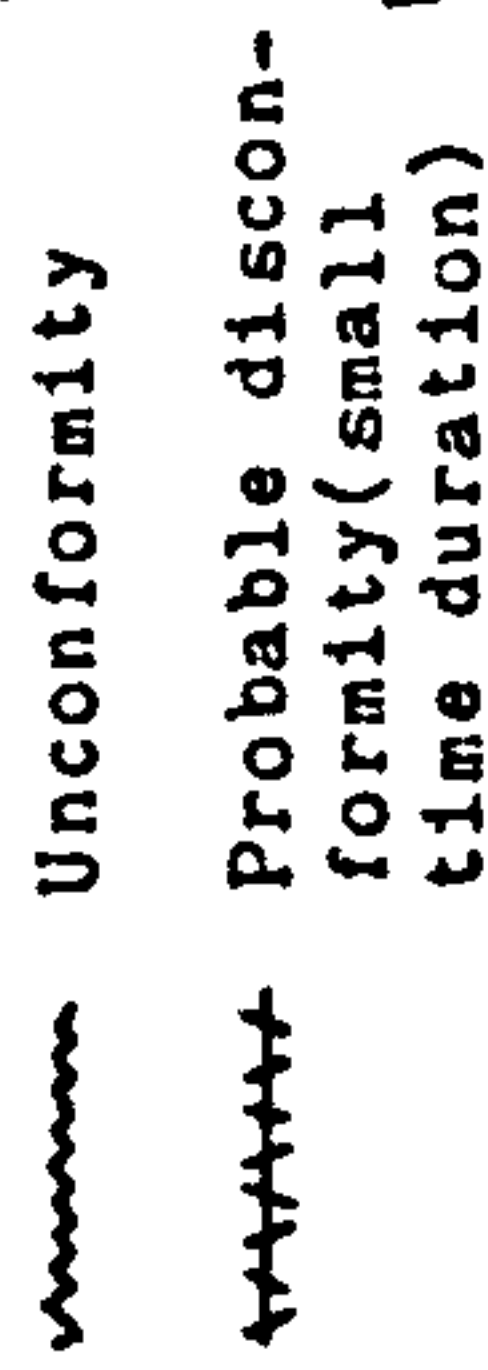 Unconformity
Probable discon-
formity(small
time duration)